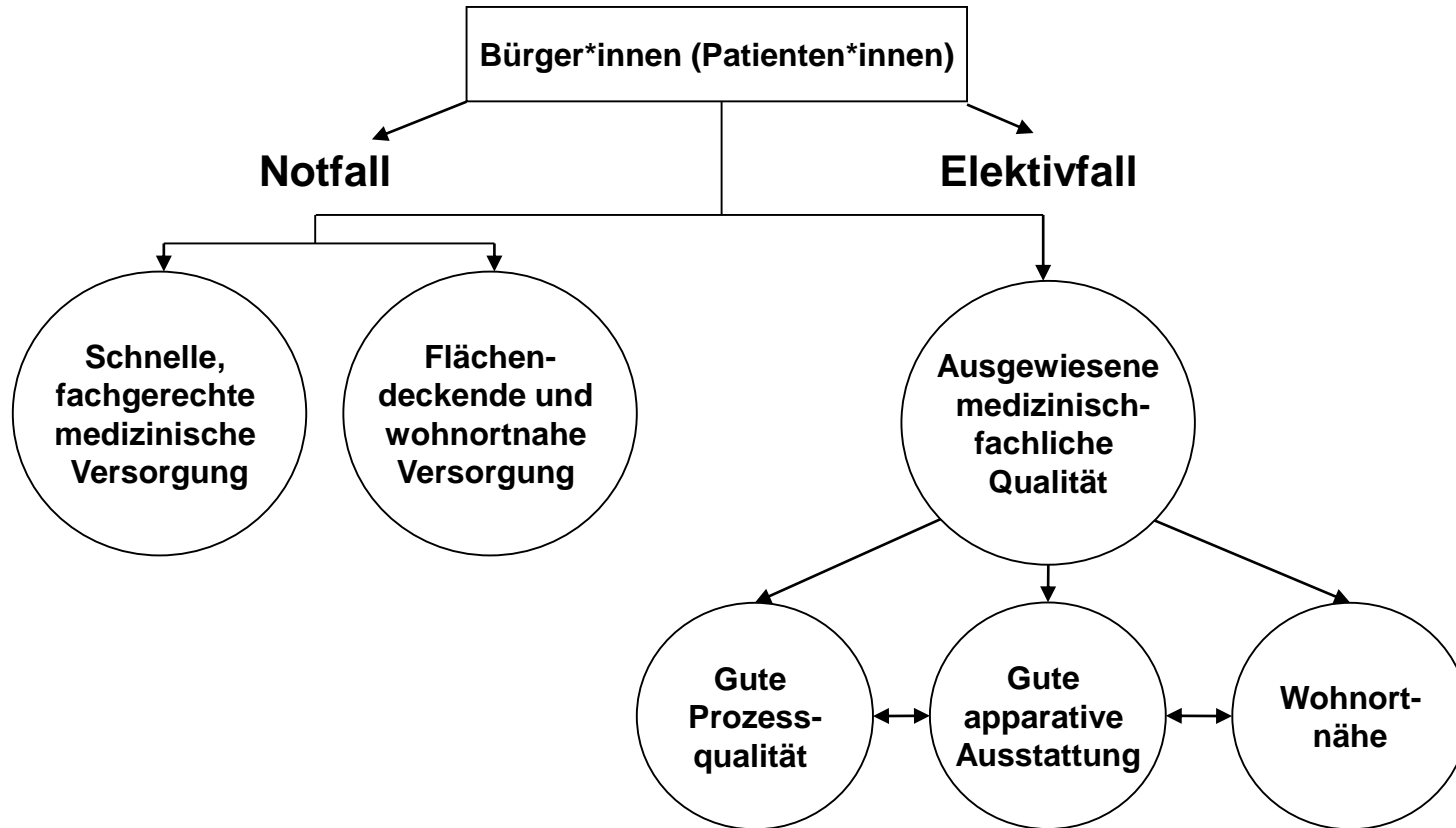 Bürger*innen (Patienten*innen)
Notfall
Elektivfall
Schnelle,
fachgerechte
medizinische
Versorgung
Flächen-
deckende und
wohnortnahe
Versorgung
Ausgewiesene
medizinisch-
fachliche
Qualität
Gute
Prozess-
qualität
Gute
apparative
Ausstattung
Wohnort-
nähe